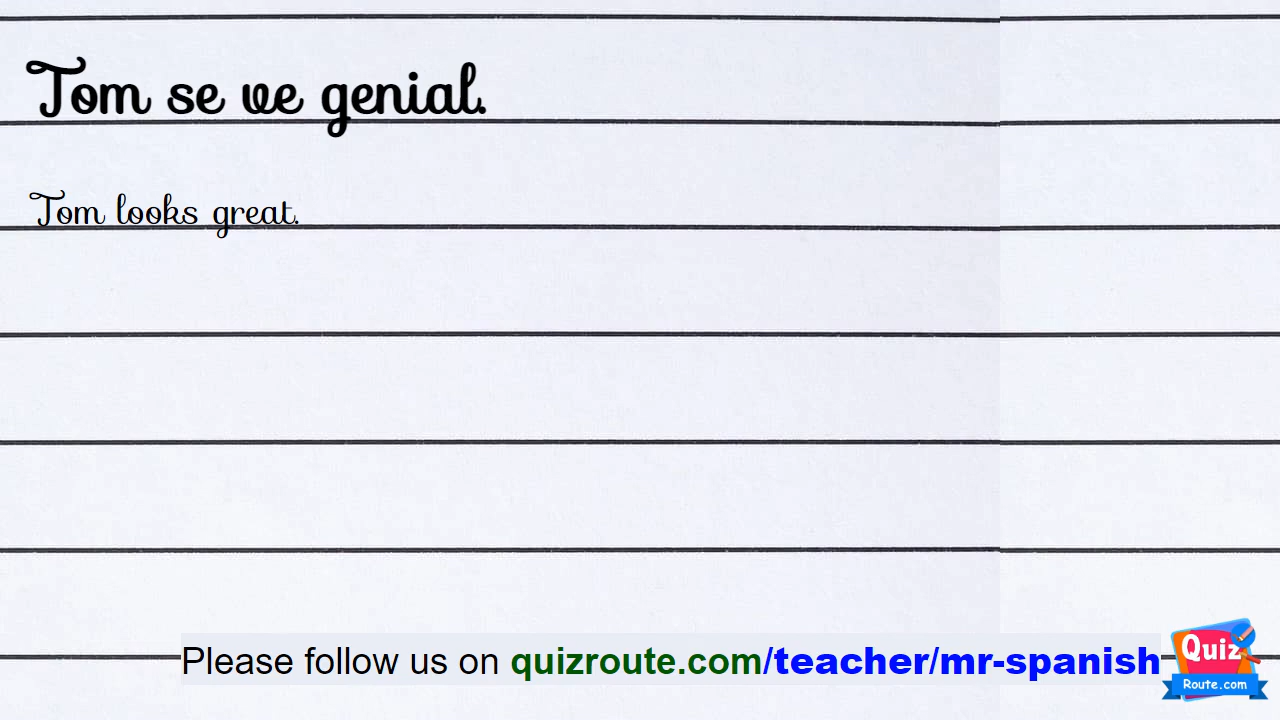 Tom se ve genial.
Tom looks great.
Please follow us on quizroute.com/teacher/mr-spanish
Quiz
Route.com